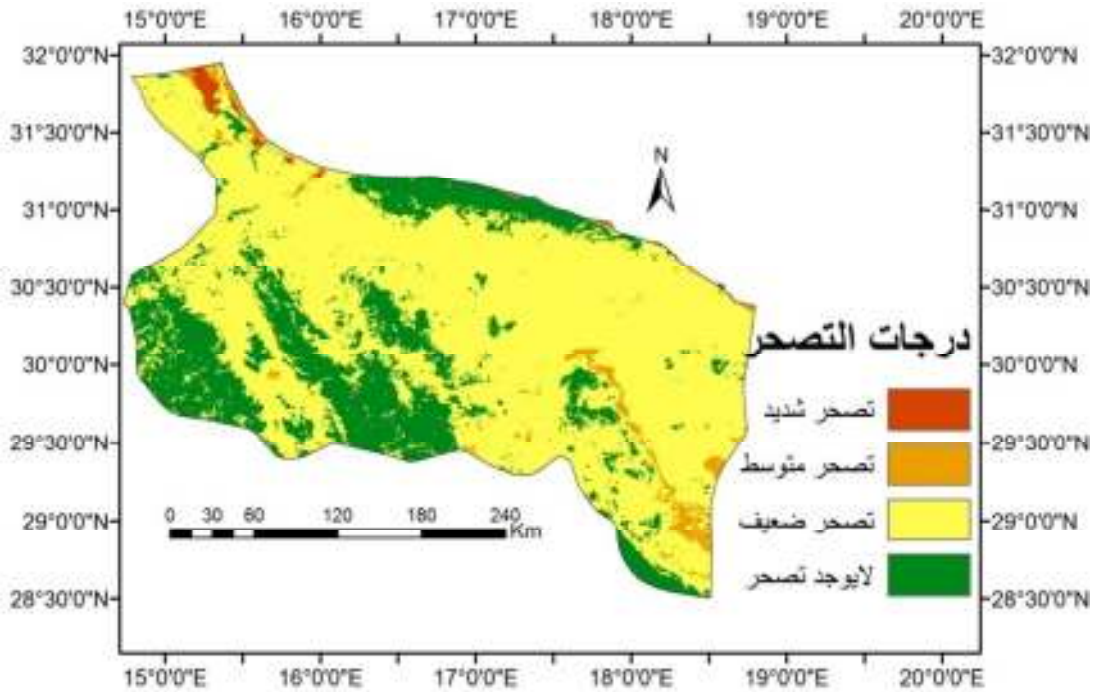 15°0'0"E 16°0'0"E 17°0'0"E 18°0'0"E 19°0'0"E 20°0'0"E
32°0'0"N 32°0'0"N
31°30'0"N 31°30'0"N
N
31°0'0"N 31°0'0"N
30°30'0"N 30°30'0"N
درجات التصحر
30°0'0"N 30°0'0"N
تصحر شديد
29°30'0"N 29°30'0"N
تصحر متوسط
0 30 60 120 180 240
Km
تصحر ضعيف
29°0'0"N 29°0'0"N
لايوجد تصحر
28°30'0"N 28°30'0"N
15°0'0"E 16°0'0"E 17°0'0"E 18°0'0"E 19°0'0"E 20°0'0"E